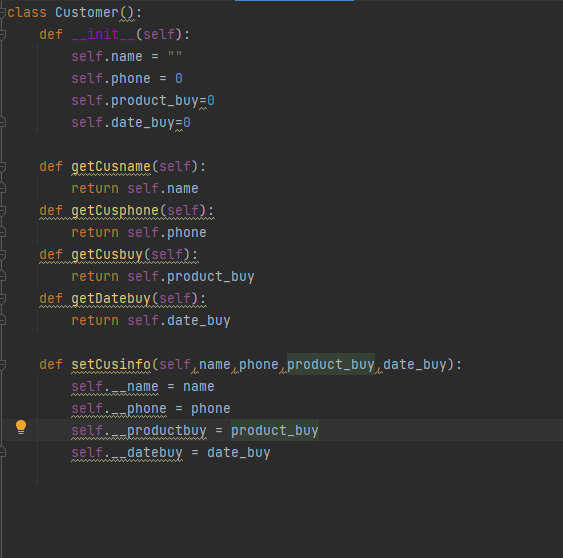 class Customer():
    def __init__(self):
        self.name = ""
        self.phone = 0
        self.product_buy=0
        self.date_buy=0

    def getCusname(self):
        return self.name
    def getCusphone(self):
        return self.phone
    def getCusbuy(self):
        return self.product_buy
    def getDatebuy(self):
        return self.date_buy

    def setCusinfo(self,name,phone,product_buy,date_buy):
        self.__name = name
        self.__phone = phone
        self.__productbuy = product_buy
        self.__datebuy = date_buy